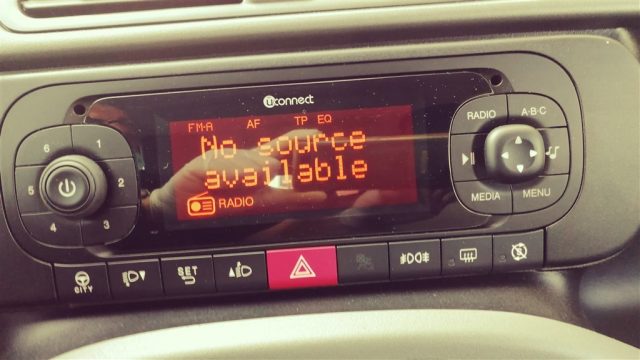 uconnect
FM-A AF TP EQ
No source
available
RADIO
6 1
5 2
4 3
RADIO A·B·C
MEDIA MENU
CITY
SET